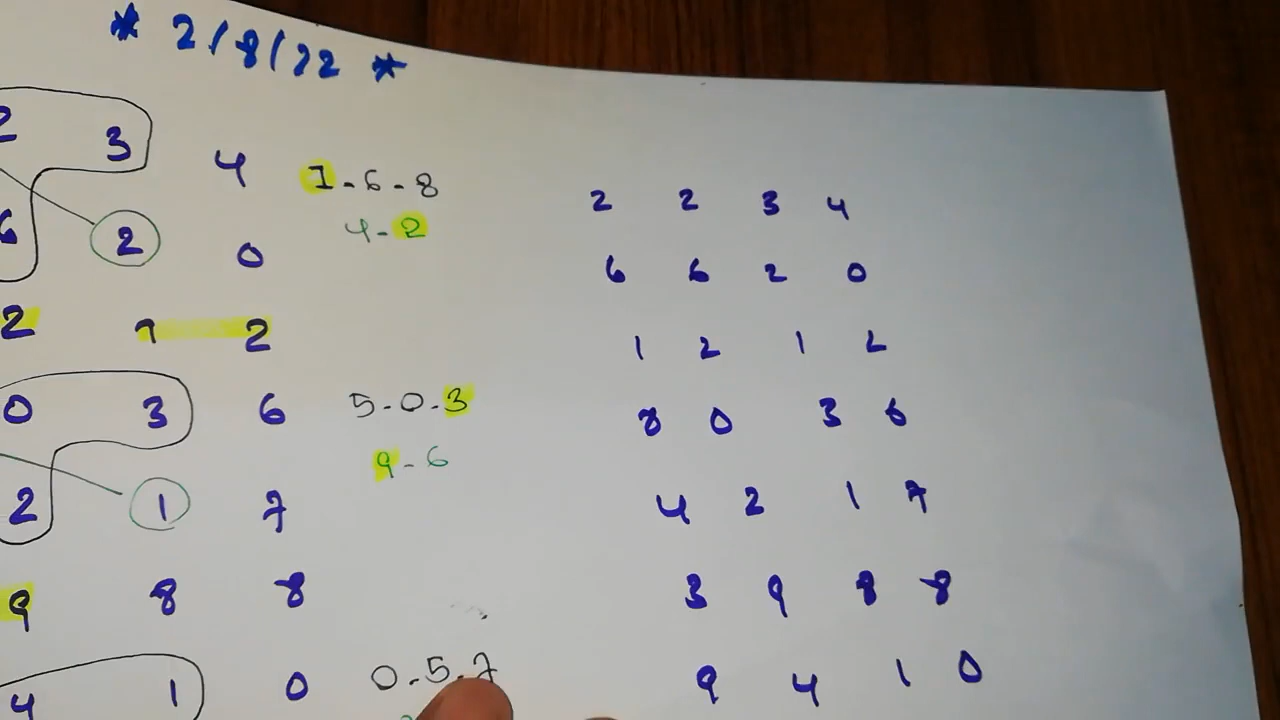 * 2/8/22 *
2 3 4 1-6-8
4-2
6 2 0
2 1 2
0 3 6 5-0-3
9-6
2 1 7
9 8 8
4 1 0 0-5-7
2 2 3 4
6 6 2 0
1 2 1 2
8 0 3 6
4 2 1 7
3 9 8 8
9 4 1 0